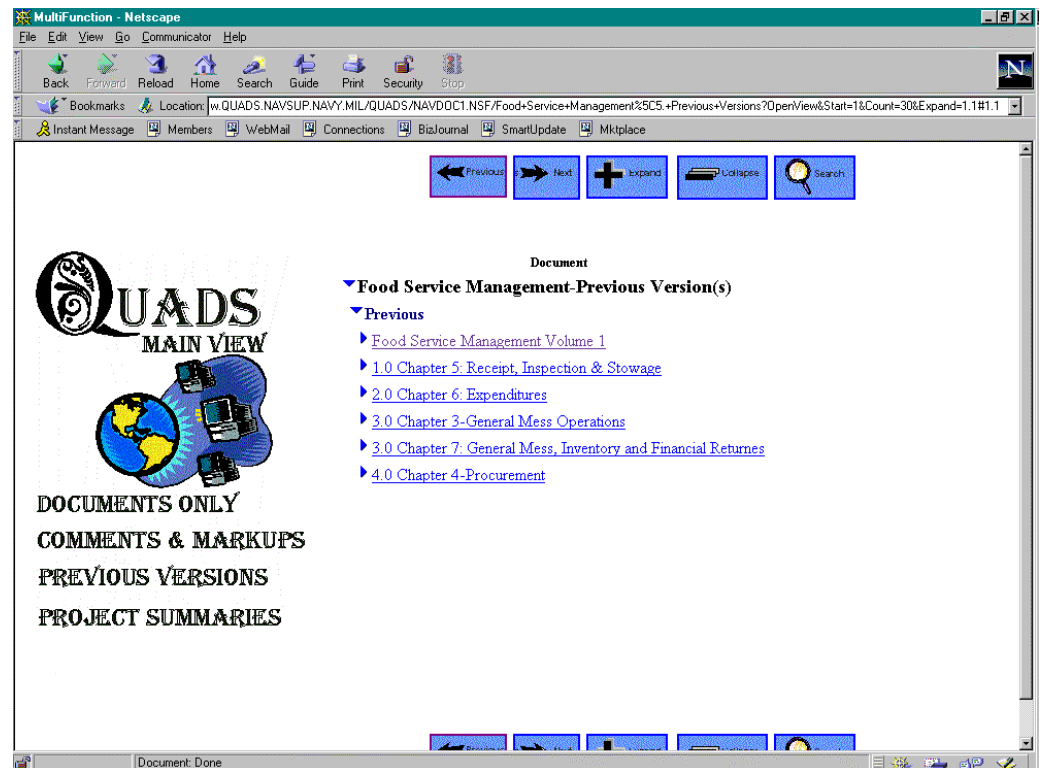 MultiFunction - Netscape
File Edit View Go Communicator Help
Back Forward Reload Home Search Guide Print Security Stop
N
Bookmarks Location: w.QUADS.NAVSUP.NAVY.MIL/QUADS/NAVDOC1.NSF/Food+Service+Management%5C5.+Previous+Versions?OpenView&Start=1&Count=30&Expand=1.1#1.1
Instant Message Members WebMail Connections BizJournal SmartUpdate Mktplace
Previous Next Expand Collapse Search
QUADS
MAIN VIEW
DOCUMENTS ONLY
COMMENTS & MARKUPS
PREVIOUS VERSIONS
PROJECT SUMMARIES
Document
Food Service Management-Previous Version(s)
Previous
Food Service Management Volume 1
1.0 Chapter 5: Receipt, Inspection & Stowage
2.0 Chapter 6: Expenditures
3.0 Chapter 3-General Mess Operations
3.0 Chapter 7: General Mess, Inventory and Financial Returnes
4.0 Chapter 4-Procurement
Document: Done